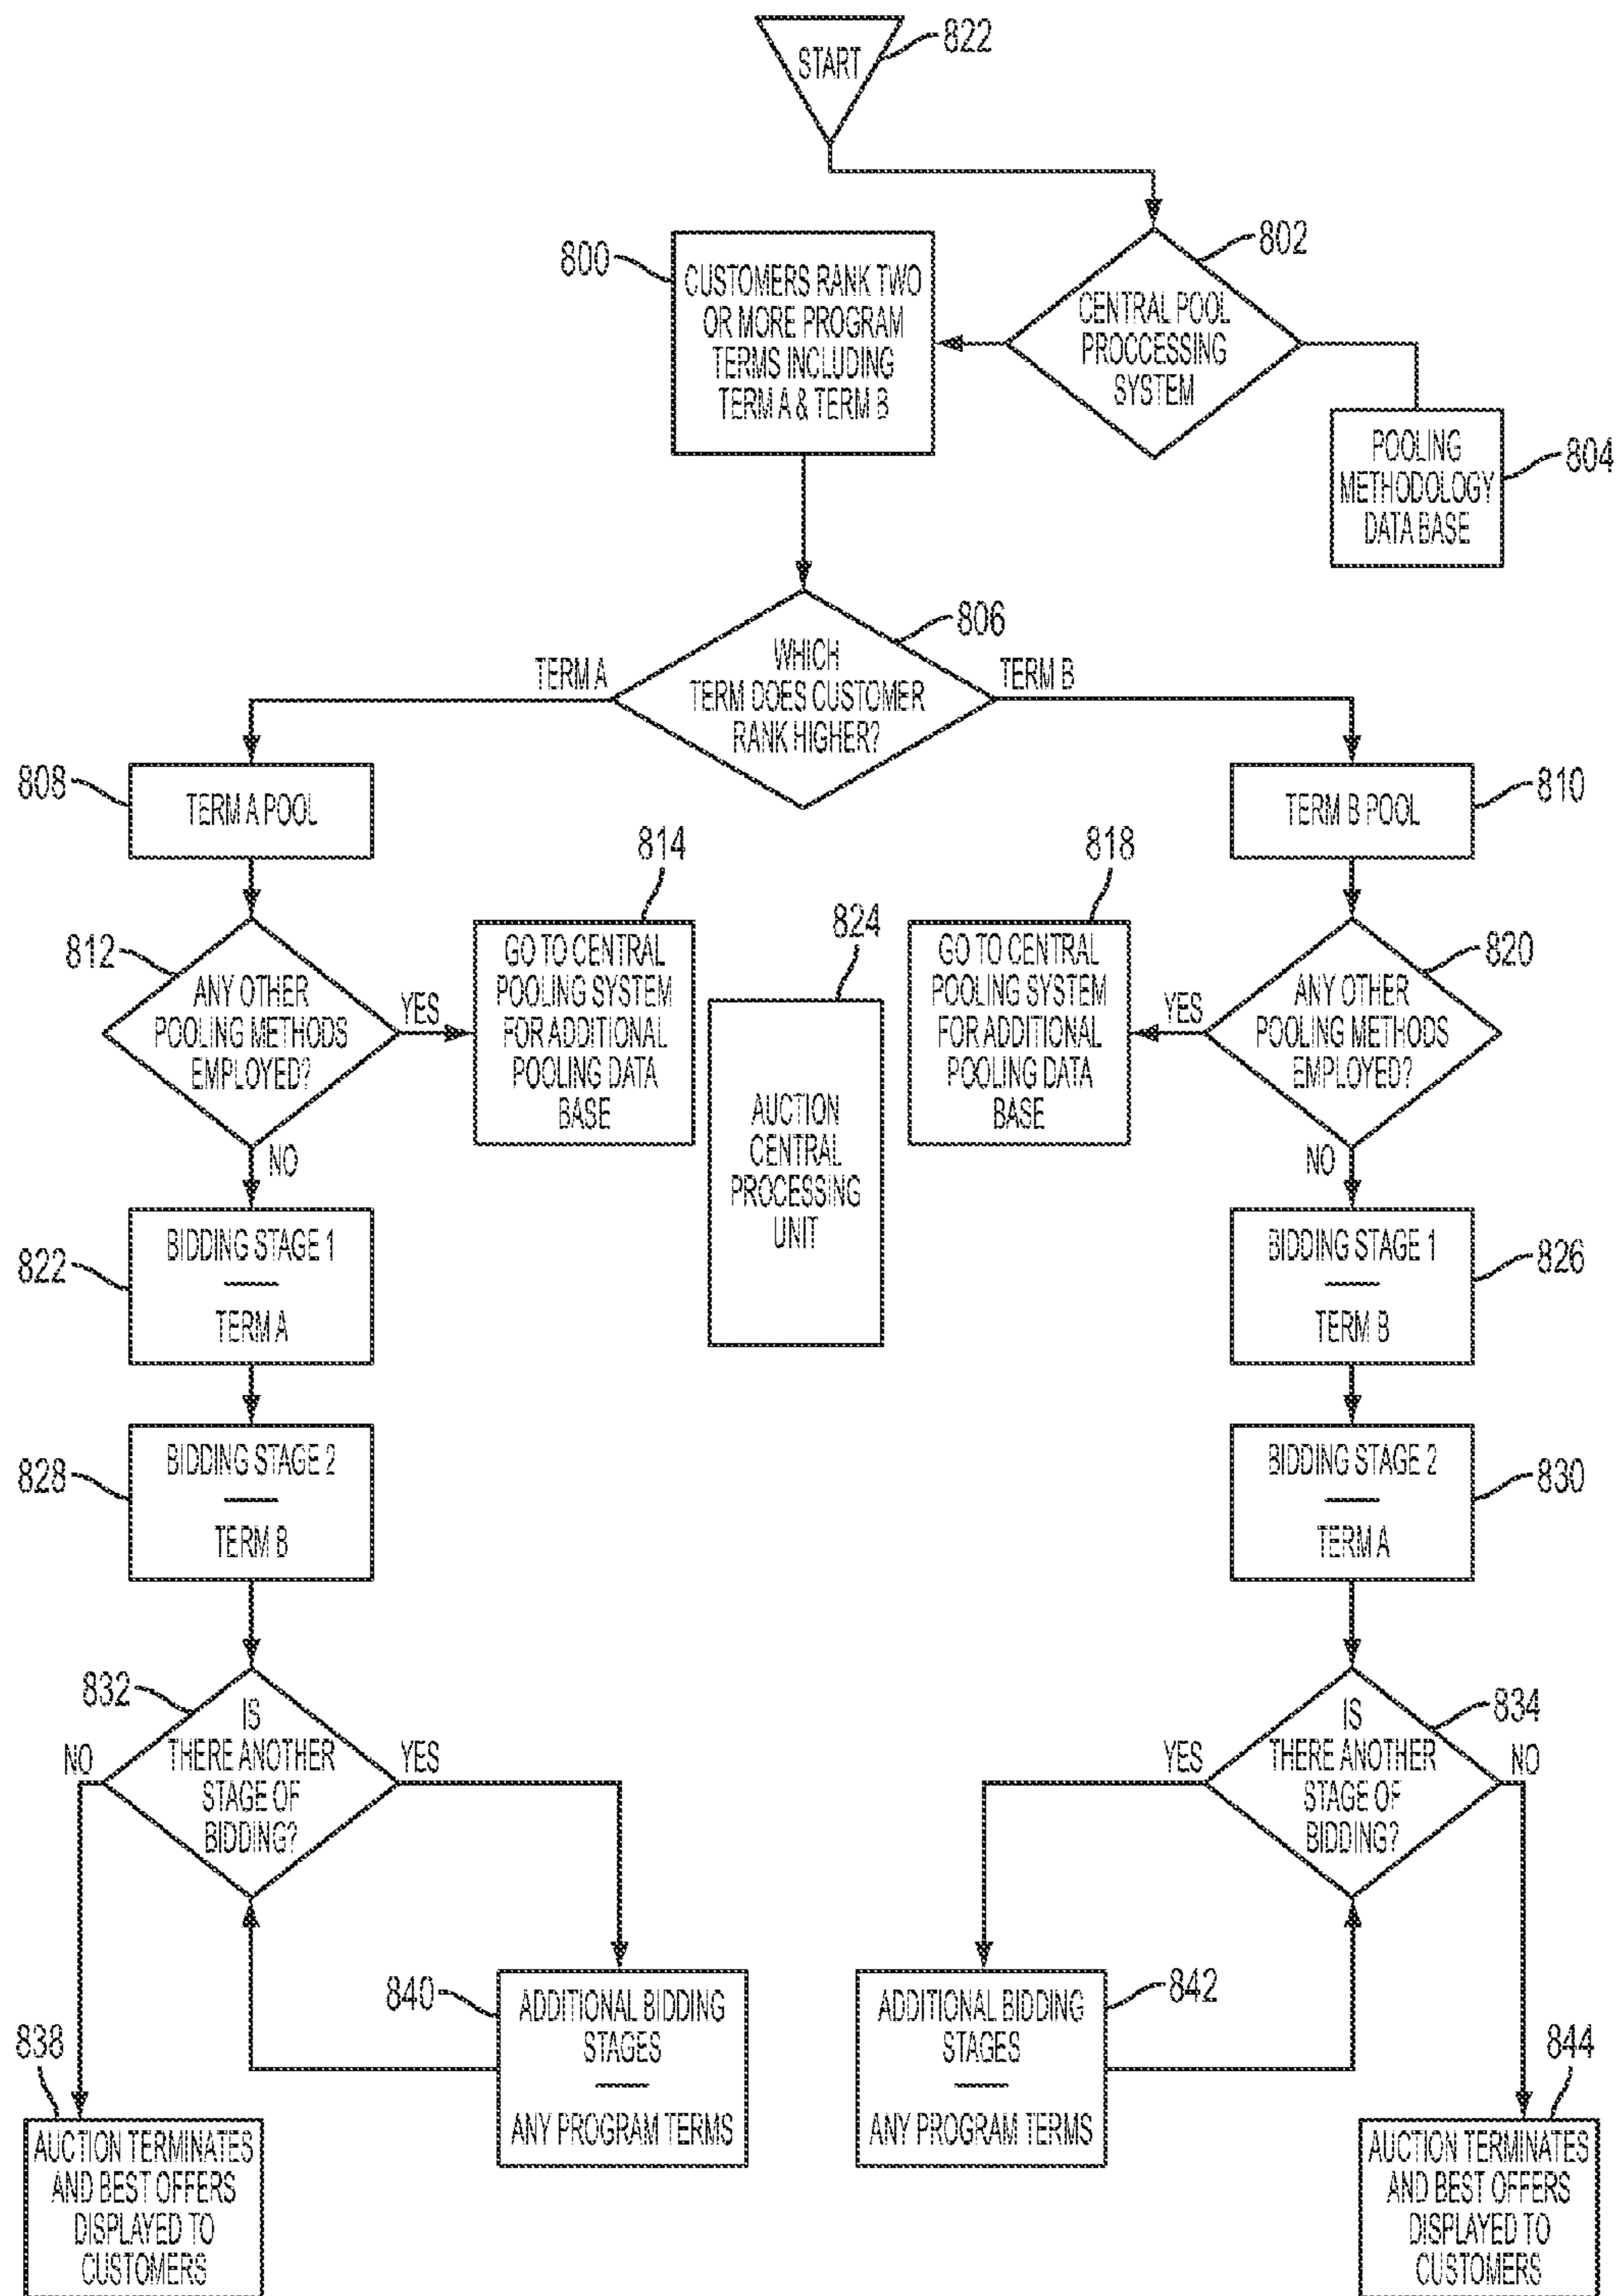 START
822
802
800
CUSTOMERS RANK TWO
OR MORE PROGRAM
TERMS INCLUDING
TERM A & TERM B
CENTRAL POOL
PROCCESSING
SYSTEM
POOLING
METHODOLOGY
DATA BASE
804
806
WHICH
TERM DOES CUSTOMER
RANK HIGHER?
TERM A
TERM B
808
TERM A POOL
TERM B POOL
810
814
818
812
ANY OTHER
POOLING METHODS
EMPLOYED?
YES
NO
GO TO CENTRAL
POOLING SYSTEM
FOR ADDITIONAL
POOLING DATA
BASE
824
AUCTION
CENTRAL
PROCESSING
UNIT
GO TO CENTRAL
POOLING SYSTEM
FOR ADDITIONAL
POOLING DATA
BASE
YES
820
ANY OTHER
POOLING METHODS
EMPLOYED?
NO
822
BIDDING STAGE 1
TERM A
BIDDING STAGE 1
TERM B
826
828
BIDDING STAGE 2
TERM B
BIDDING STAGE 2
TERM A
830
832
IS
THERE ANOTHER
STAGE OF
BIDDING?
NO
YES
834
IS
THERE ANOTHER
STAGE OF
BIDDING?
YES
NO
840
ADDITIONAL BIDDING
STAGES
ANY PROGRAM TERMS
842
ADDITIONAL BIDDING
STAGES
ANY PROGRAM TERMS
838
AUCTION TERMINATES
AND BEST OFFERS
DISPLAYED TO
CUSTOMERS
844
AUCTION TERMINATES
AND BEST OFFERS
DISPLAYED TO
CUSTOMERS